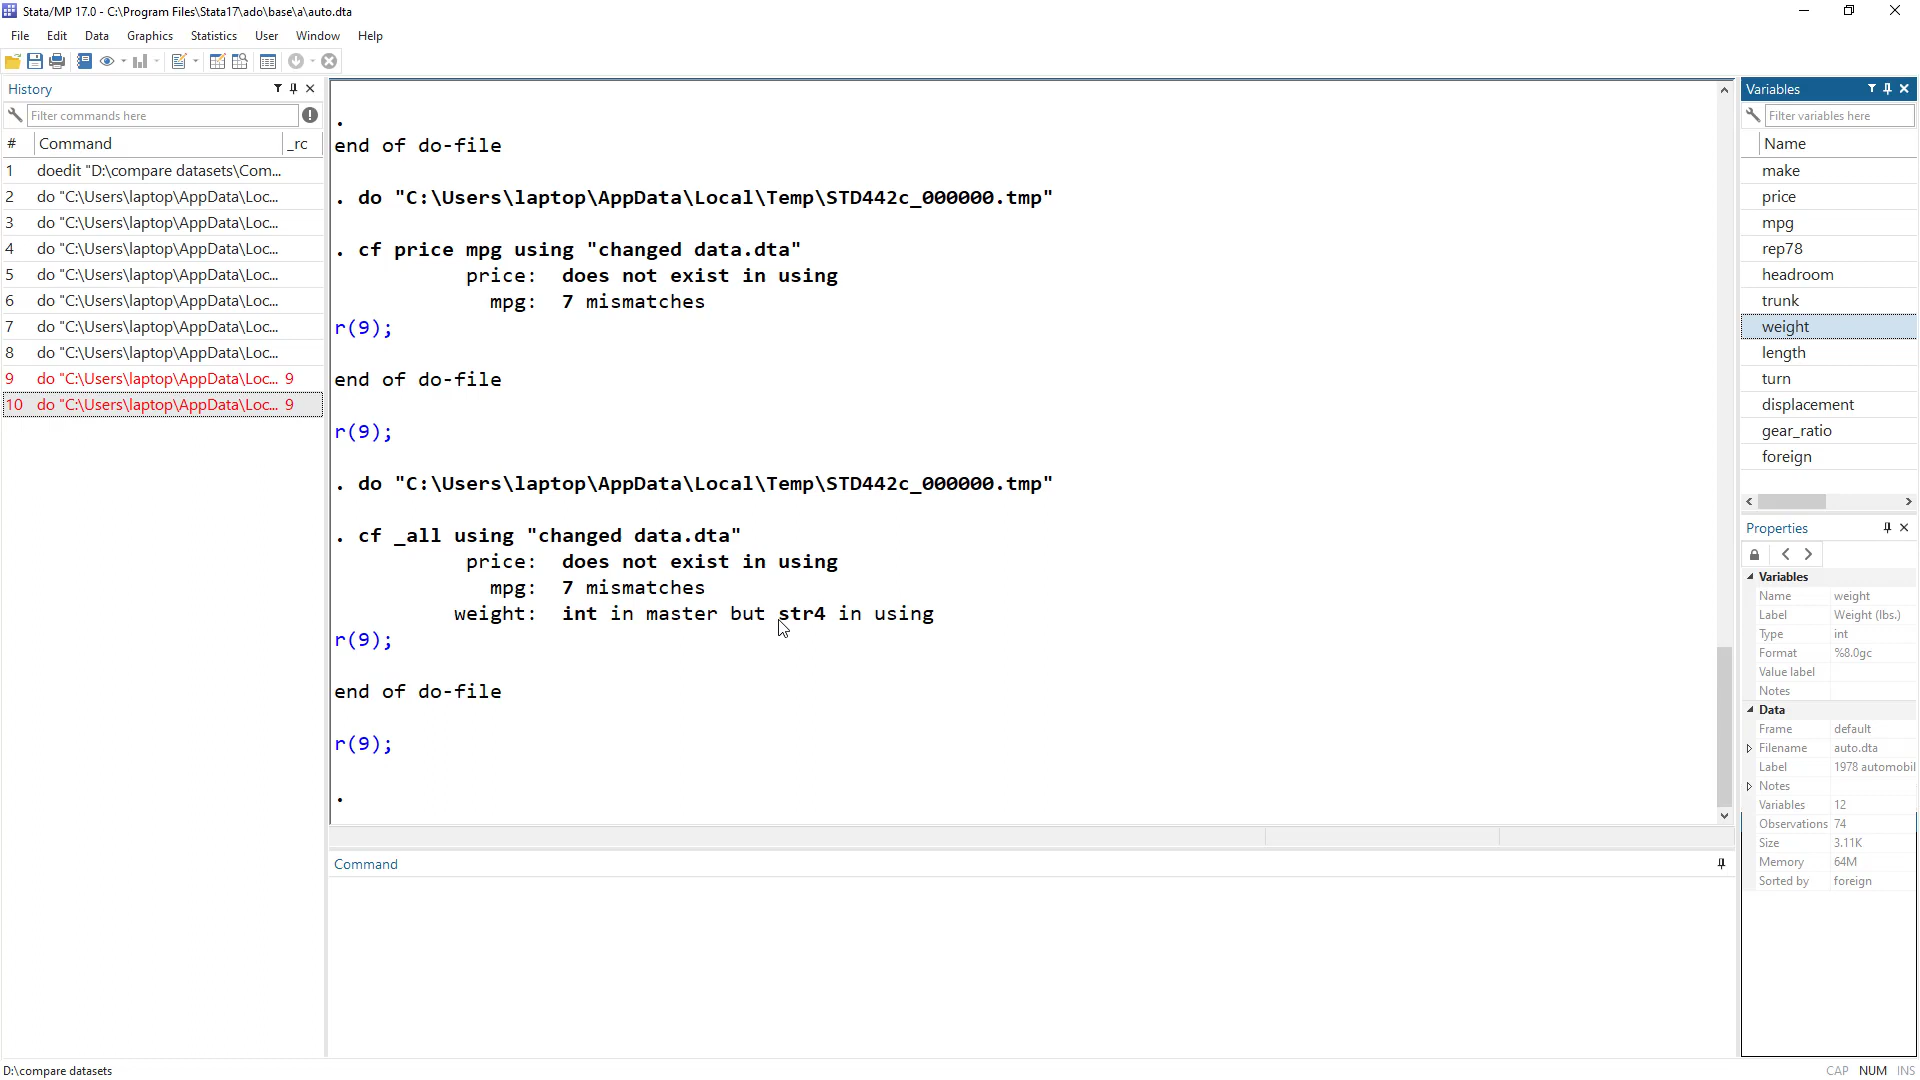 Stata/MP 17.0 - C:\Program Files\Stata17\ado\base\a\auto.dta
File Edit Data Graphics Statistics User Window Help
History
Filter commands here
# Command _rc
1 doedit "D:\compare datasets\Com...
2 do "C:\Users\laptop\AppData\Loc...
3 do "C:\Users\laptop\AppData\Loc...
4 do "C:\Users\laptop\AppData\Loc...
5 do "C:\Users\laptop\AppData\Loc...
6 do "C:\Users\laptop\AppData\Loc...
7 do "C:\Users\laptop\AppData\Loc...
8 do "C:\Users\laptop\AppData\Loc...
9 do "C:\Users\laptop\AppData\Loc... 9
10 do "C:\Users\laptop\AppData\Loc... 9
.
end of do-file
. do "C:\Users\laptop\AppData\Local\Temp\STD442c_000000.tmp"
. cf price mpg using "changed data.dta"
price: does not exist in using
mpg: 7 mismatches
r(9);
end of do-file
r(9);
. do "C:\Users\laptop\AppData\Local\Temp\STD442c_000000.tmp"
. cf _all using "changed data.dta"
price: does not exist in using
mpg: 7 mismatches
weight: int in master but str4 in using
r(9);
end of do-file
r(9);
.
Command
Variables
Filter variables here
Name
make
price
mpg
rep78
headroom
trunk
weight
length
turn
displacement
gear_ratio
foreign
Properties
Variables
Name weight
Label Weight (lbs.)
Type int
Format %8.0gc
Value label
Notes
Data
Frame default
Filename auto.dta
Label 1978 automobil
Notes
Variables 12
Observations 74
Size 3.11K
Memory 64M
Sorted by foreign
D:\compare datasets
CAP NUM INS